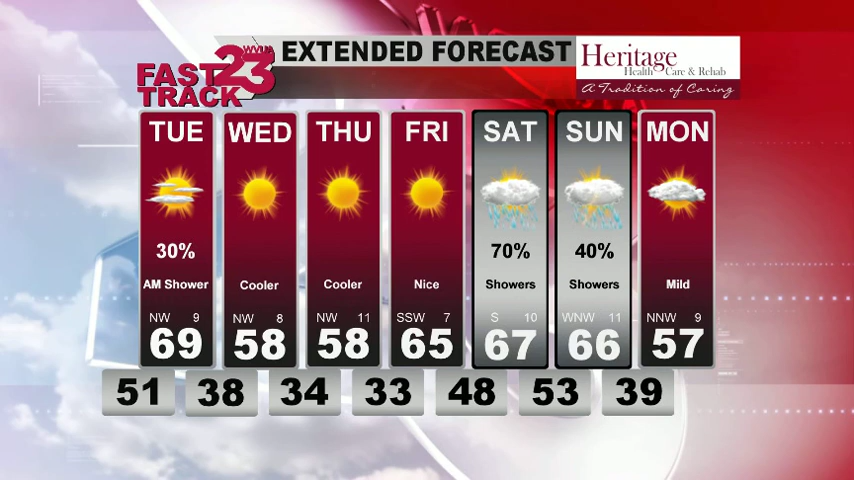 WVUA
23
FAST
TRACK
EXTENDED FORECAST
Heritage
Health Care & Rehab
A Tradition of Caring
TUE WED THU FRI SAT SUN MON
30% 70% 40%
AM Shower Cooler Cooler Nice Showers Showers Mild
NW 9 NW 8 NW 11 SSW 7 S 10 WNW 11 NNW 9
69 58 58 65 67 66 57
51 38 34 33 48 53 39